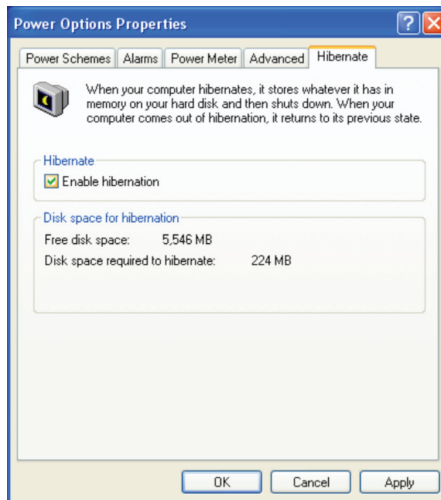 Power Options Properties
?
Power Schemes Alarms Power Meter Advanced Hibernate
When your computer hibernates, it stores whatever it has in
memory on your hard disk and then shuts down. When your
computer comes out of hibernation, it returns to its previous state.
Hibernate
Enable hibernation
Disk space for hibernation
Free disk space: 5,546 MB
Disk space required to hibernate: 224 MB
OK Cancel Apply